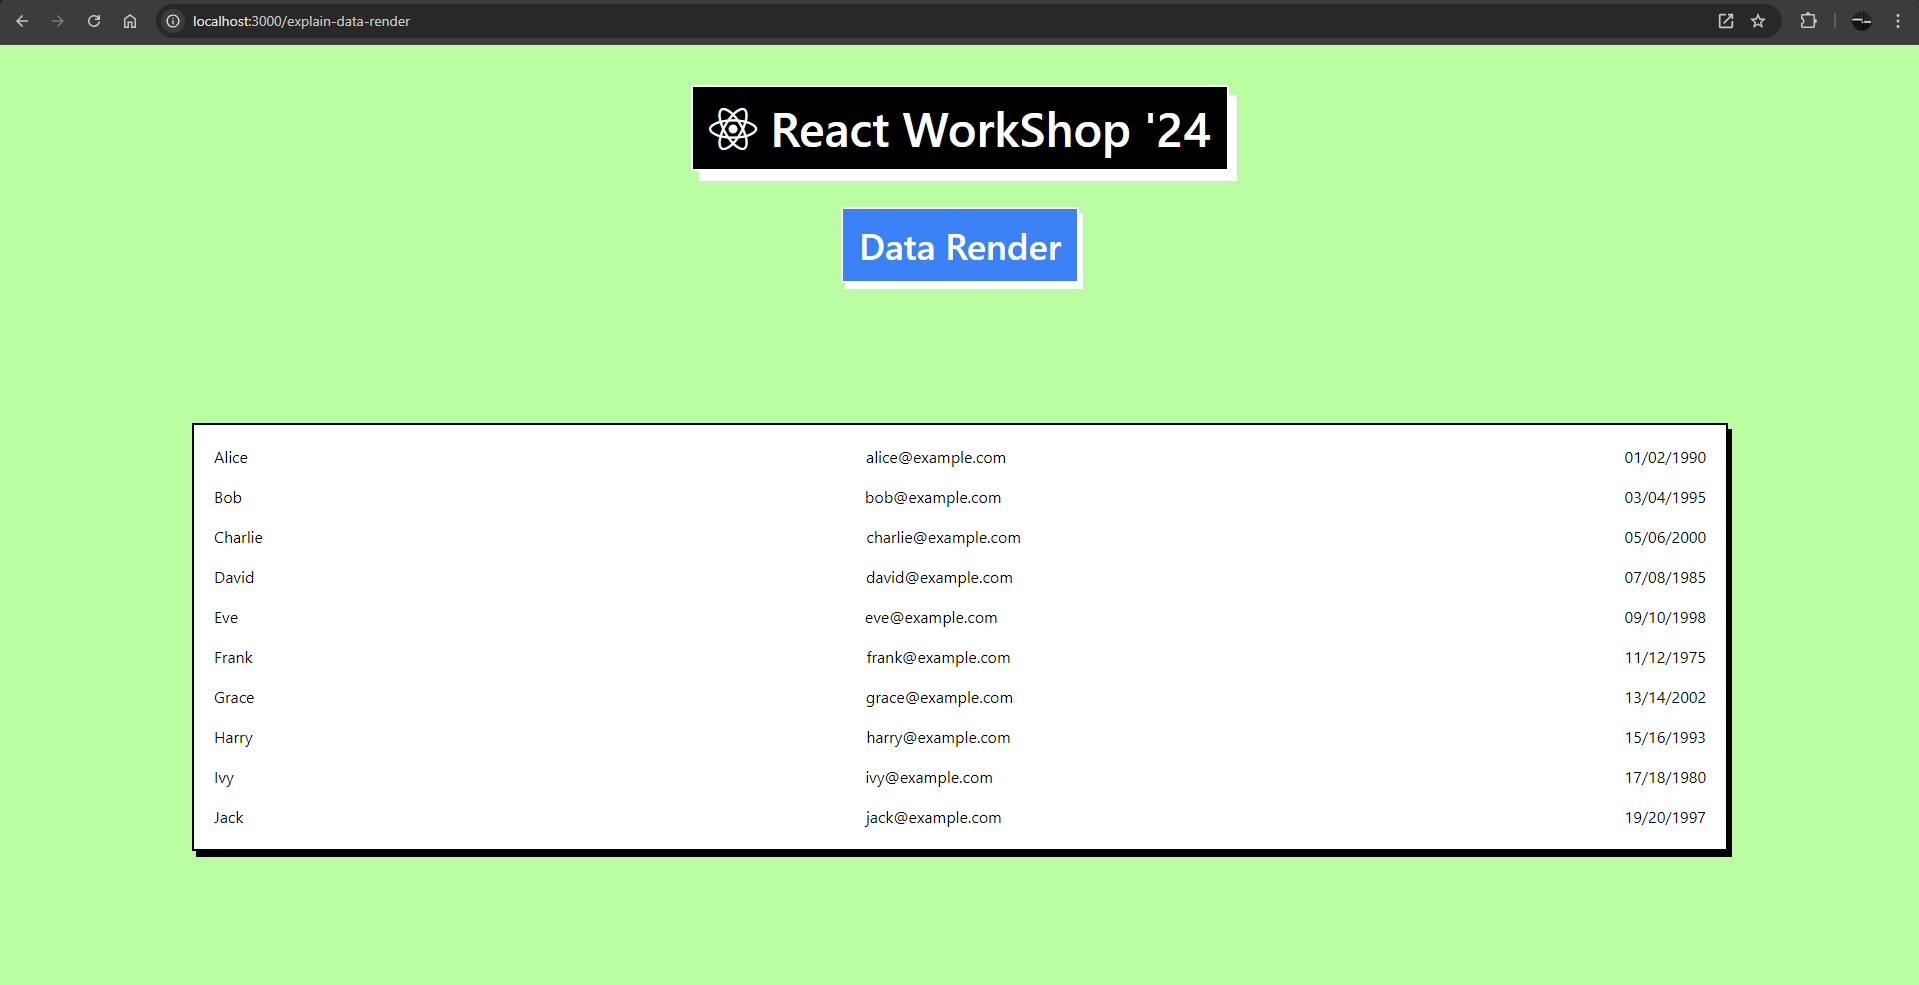 localhost:3000/explain-data-render
React WorkShop '24
Data Render
Alice alice@example.com 01/02/1990
Bob bob@example.com 03/04/1995
Charlie charlie@example.com 05/06/2000
David david@example.com 07/08/1985
Eve eve@example.com 09/10/1998
Frank frank@example.com 11/12/1975
Grace grace@example.com 13/14/2002
Harry harry@example.com 15/16/1993
Ivy ivy@example.com 17/18/1980
Jack jack@example.com 19/20/1997